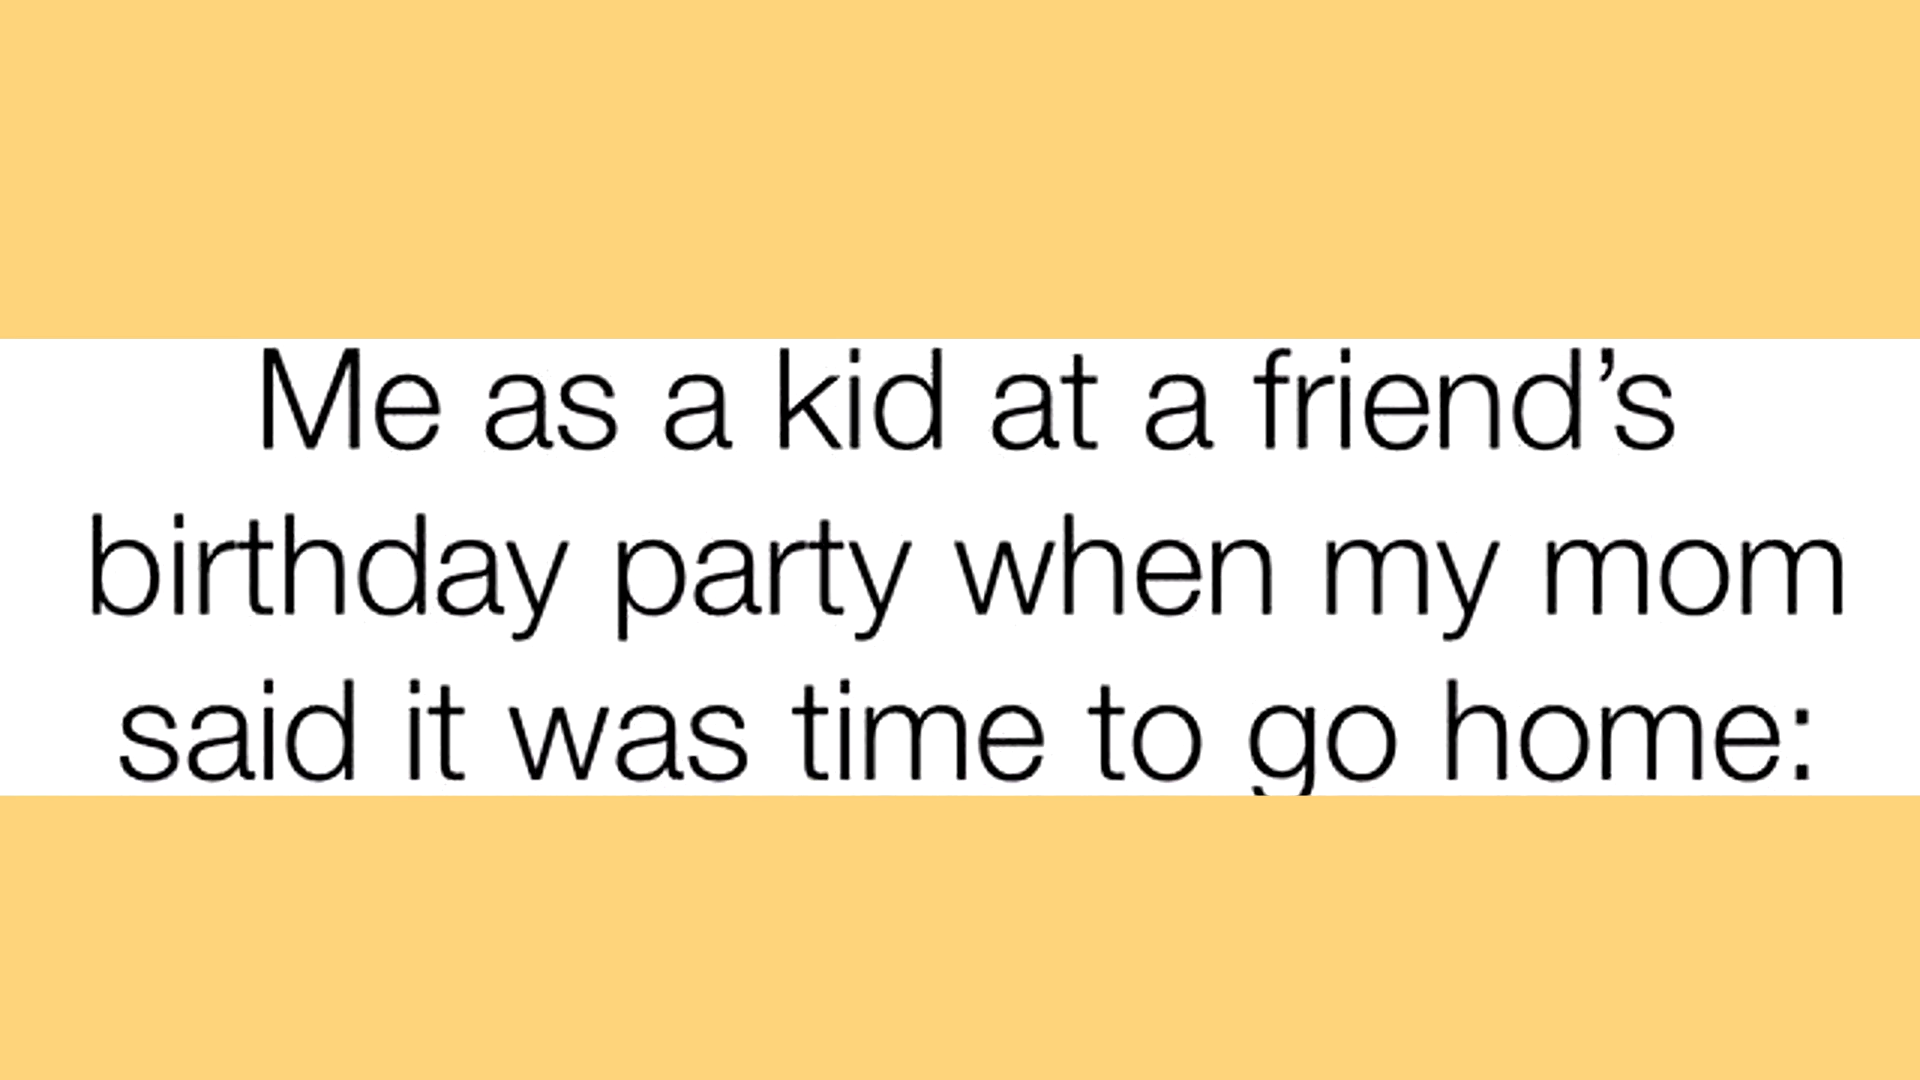 Me as a kid at a friend’s
birthday party when my mom
said it was time to go home: